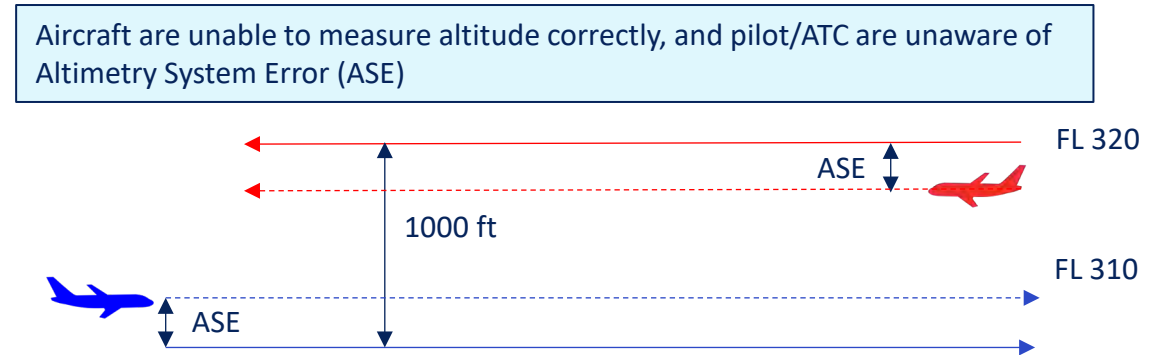 Aircraft are unable to measure altitude correctly, and pilot/ATC are unaware of
Altimetry System Error (ASE)
FL 320
ASE
1000 ft
FL 310
ASE